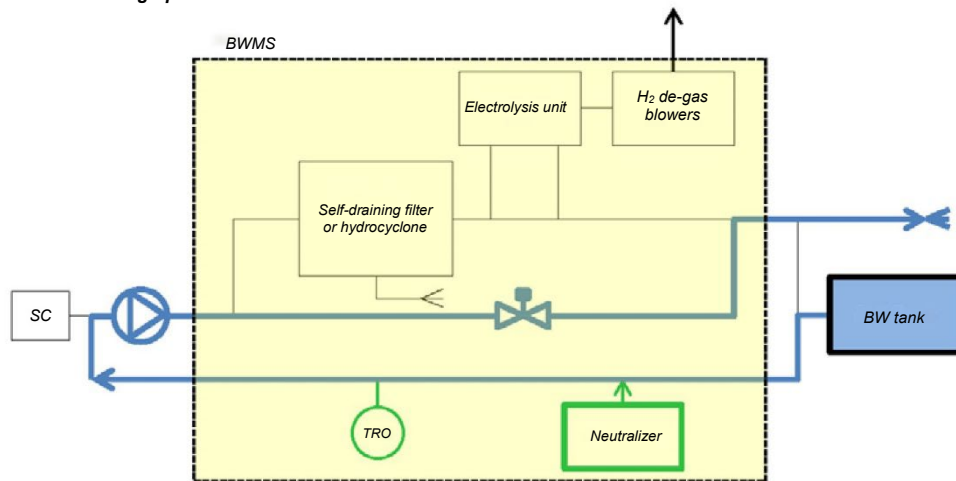 BWMS
Electrolysis unit
H₂ de-gas
blowers
Self-draining filter
or hydrocyclone
SC
BW tank
TRO
Neutralizer